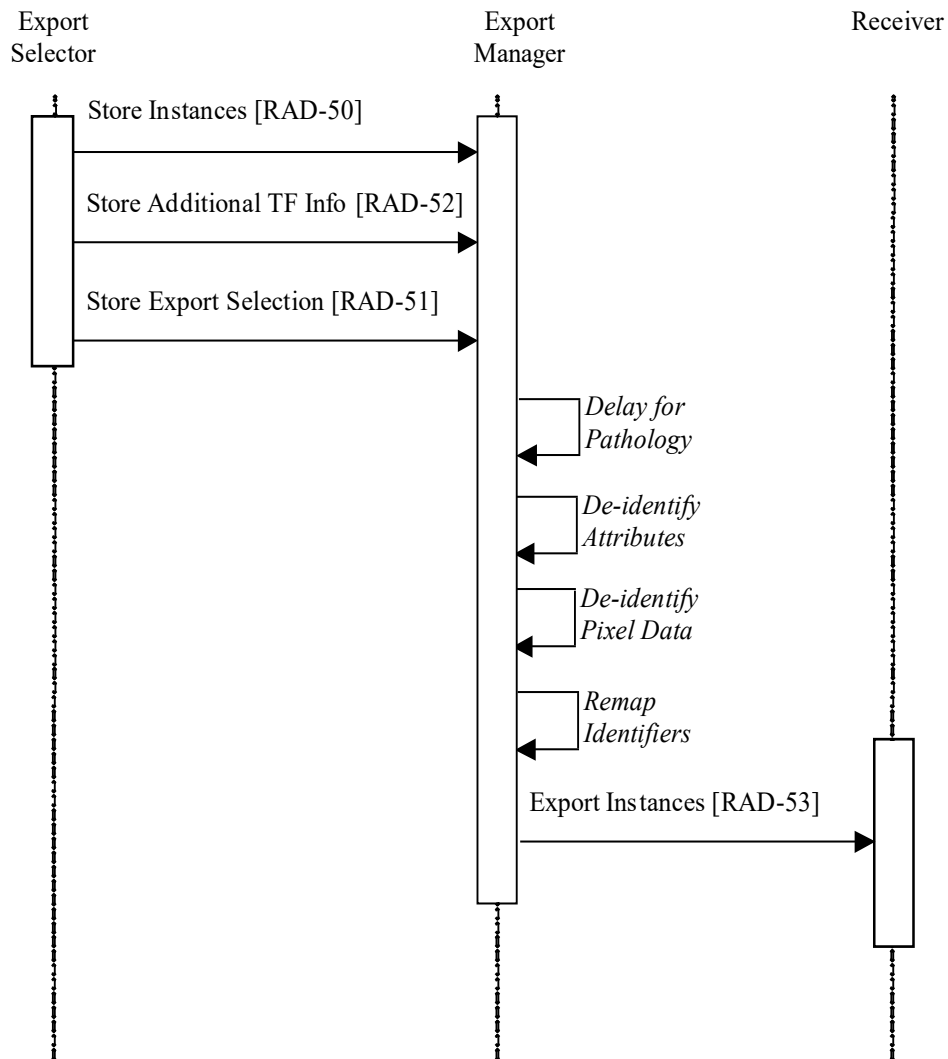 Export
Selector
Export
Manager
Receiver
Store Instances [RAD-50]
Store Additional TF Info [RAD-52]
Store Export Selection [RAD-51]
Delay for
Pathology
De-identify
Attributes
De-identify
Pixel Data
Remap
Identifiers
Export Instances [RAD-53]